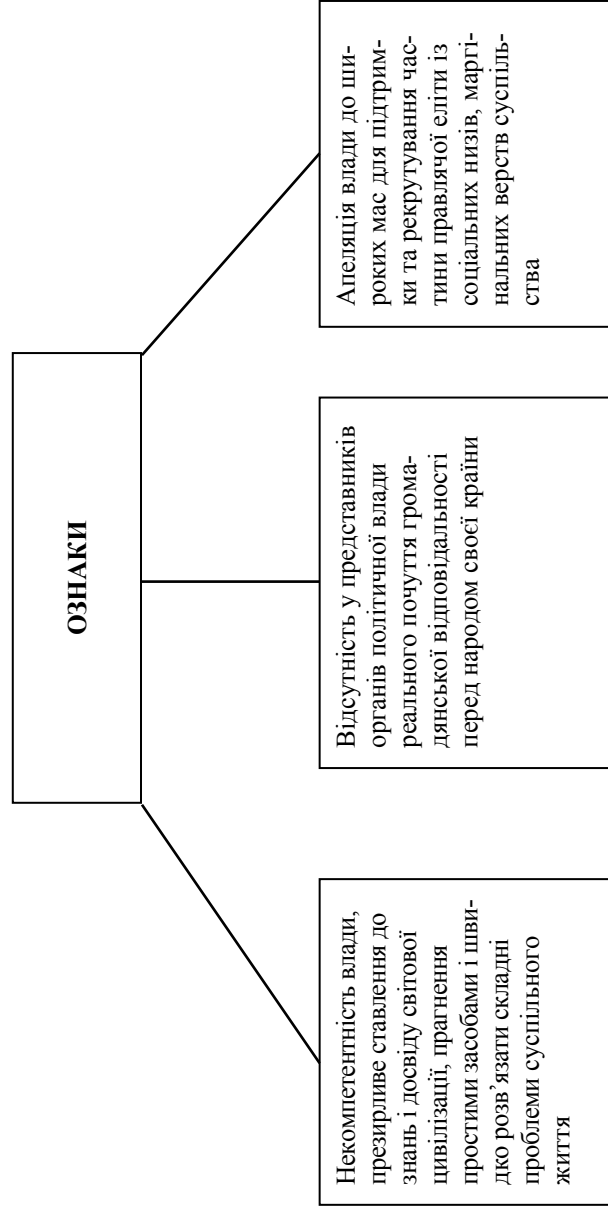 ОЗНАКИ
Некомпетентність влади,
презирливе ставлення до
знань і досвіду світової
цивілізації, прагнення
простими засобами і шви-
дко розв’язати складні
проблеми суспільного
життя
Відсутність у представників
органів політичної влади
реального почуття грома-
дянської відповідальності
перед народом своєї країни
Апеляція влади до ши-
роких мас для підтрим-
ки та рекрутування час-
тини правлячої еліти із
соціальних низів, маргі-
нальних верств суспіль-
ства